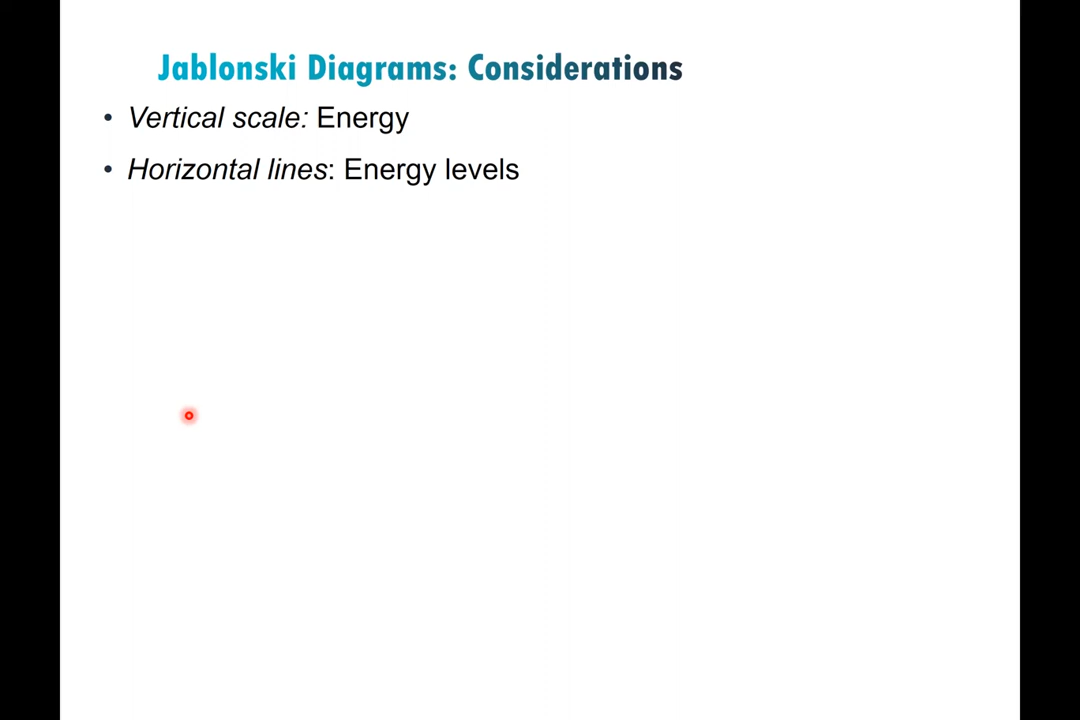 Jablonski Diagrams: Considerations
• Vertical scale: Energy
• Horizontal lines: Energy levels